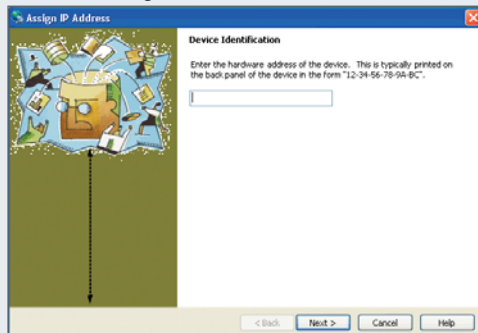 Assign IP Address
Device Identification
Enter the hardware address of the device. This is typically printed on
the back panel of the device in the form "12-34-56-78-9A-BC".
< Back
Next >
Cancel
Help